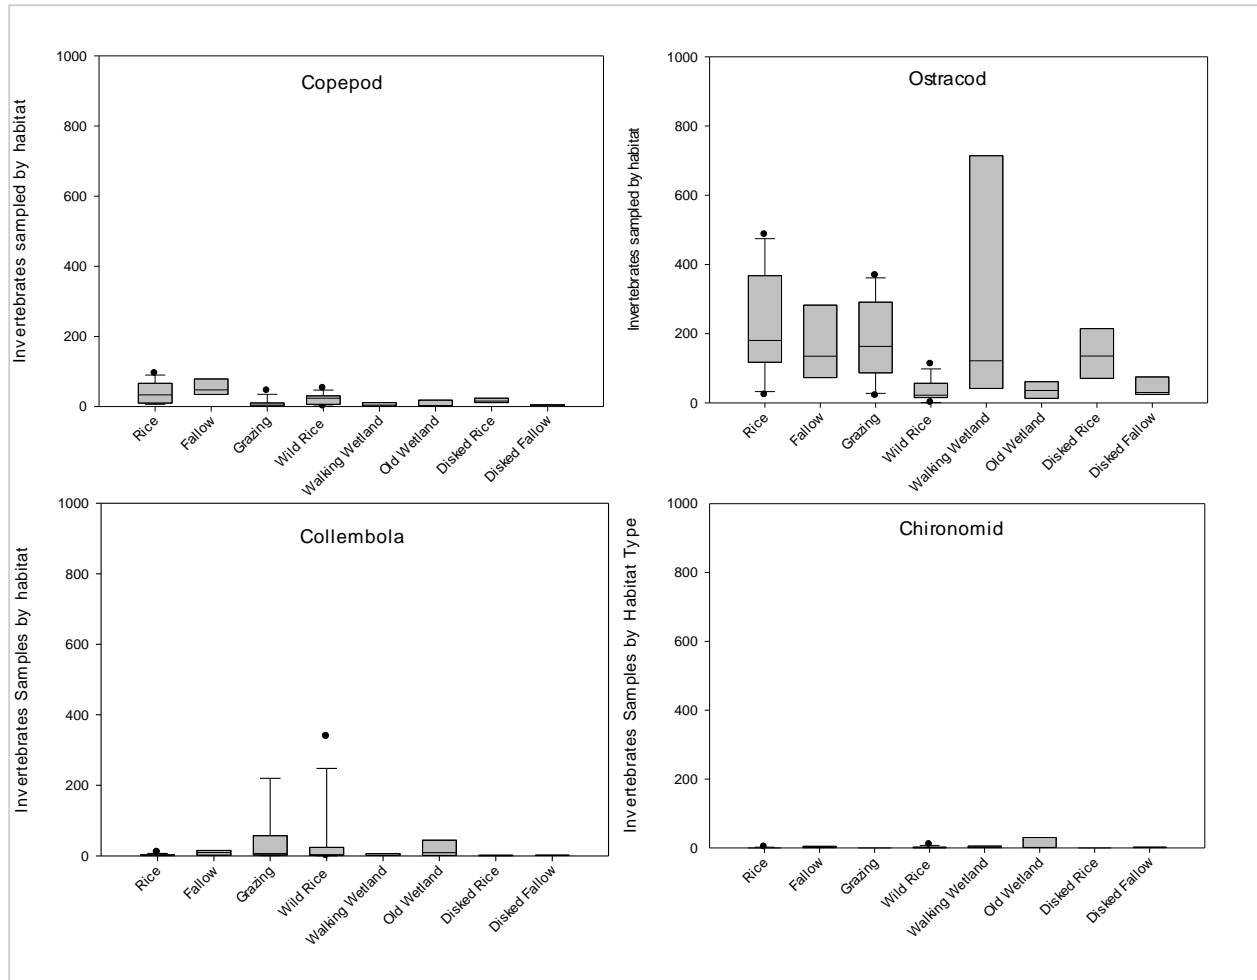 Copepod
Invertebrates sampled by habitat
1000
800
600
400
200
0
Rice
Fallow
Grazing
Wild Rice
Walking Wetland
Old Wetland
Disked Rice
Disked Fallow
Ostracod
Invertebrates sampled by habitat
1000
800
600
400
200
0
Rice
Fallow
Grazing
Wild Rice
Walking Wetland
Old Wetland
Disked Rice
Disked Fallow
Collembola
Invertebrates Samples by habitat
1000
800
600
400
200
0
Rice
Fallow
Grazing
Wild Rice
Walking Wetland
Old Wetland
Disked Rice
Disked Fallow
Chironomid
Invertebrates Samples by Habitat Type
1000
800
600
400
200
0
Rice
Fallow
Grazing
Wild Rice
Walking Wetland
Old Wetland
Disked Rice
Disked Fallow